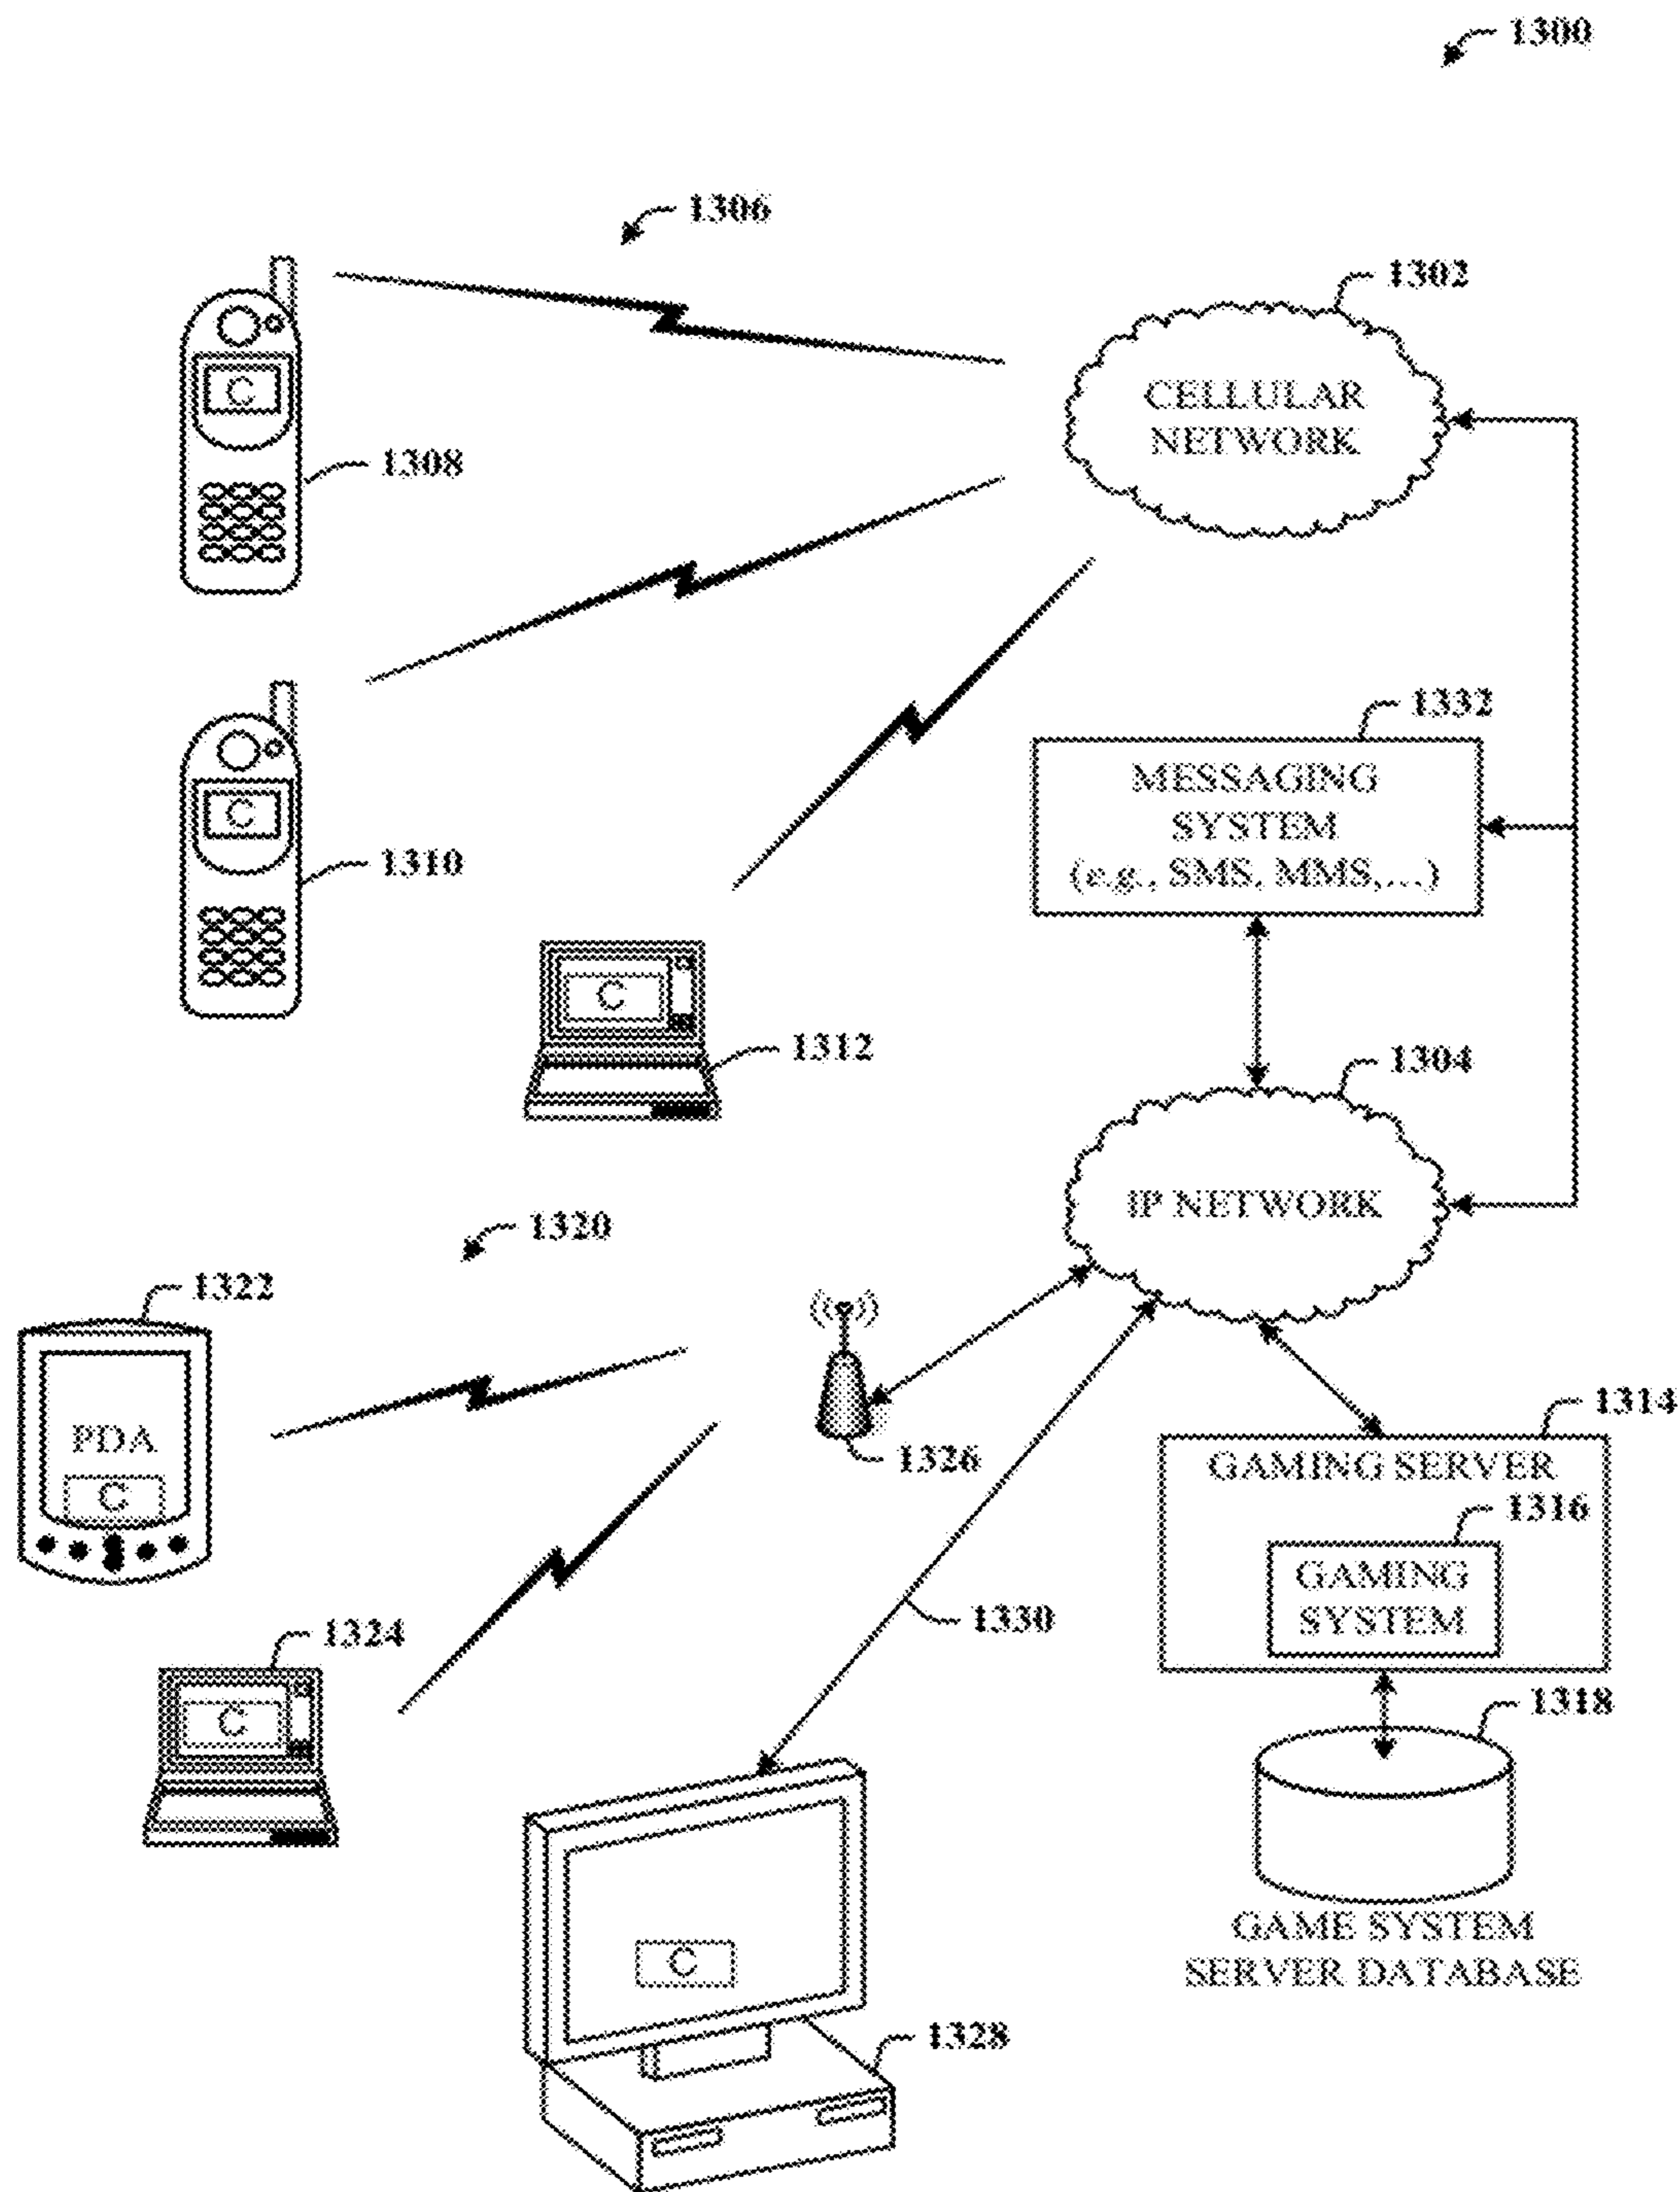 1300
1306
1302
C
CELLULAR
NETWORK
1308
1332
MESSAGING
SYSTEM
(e.g., SMS, MMS,...)
C
1310
C
1312
1304
IP NETWORK
1320
1322
PDA
C
1326
1314
GAMING SERVER
1316
GAMING
SYSTEM
1330
1324
C
1318
GAME SYSTEM
SERVER DATABASE
C
1328